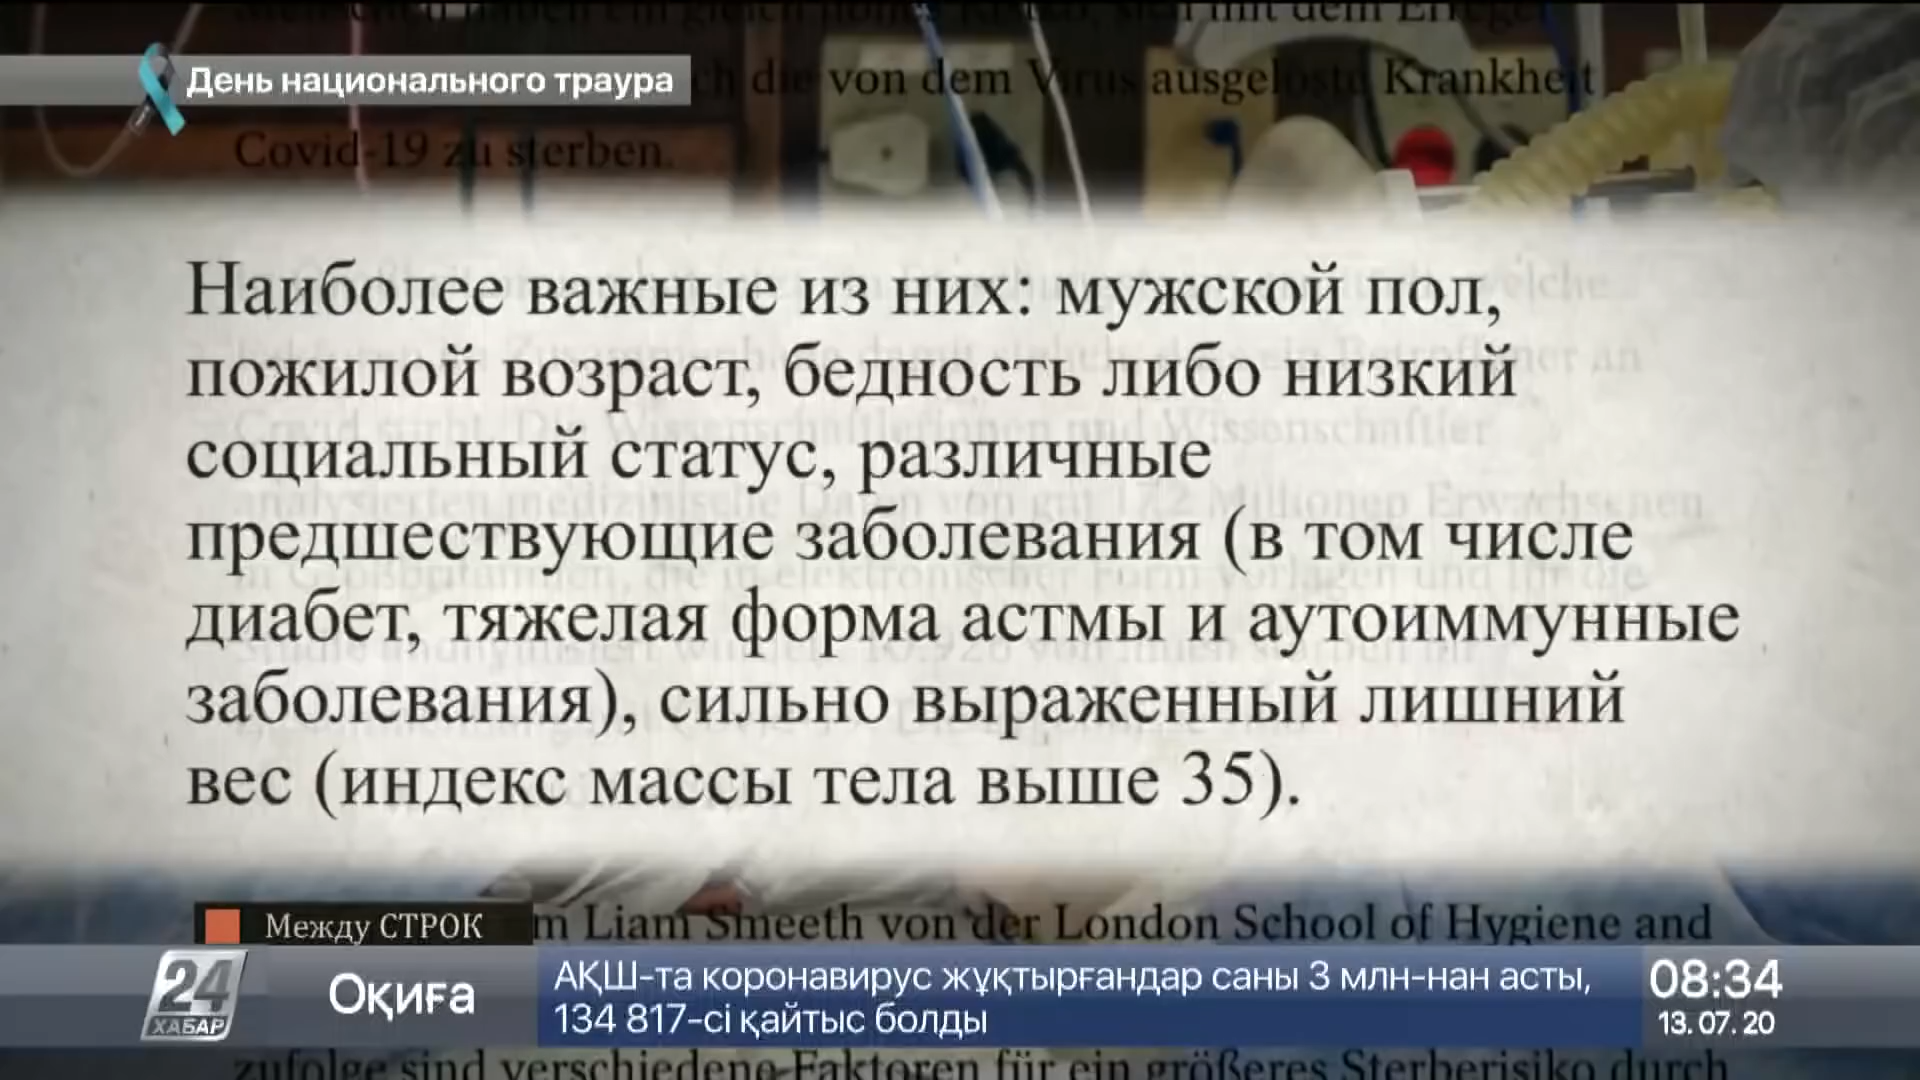 День национального траура
die von dem Virus ausgeloste Krankheit
Covid-19 zu sterben.
Наиболее важные из них: мужской пол,
пожилой возраст, бедность либо низкий
социальный статус, различные
предшествующие заболевания (в том числе
диабет, тяжелая форма астмы и аутоиммунные
заболевания), сильно выраженный лишний
вес (индекс массы тела выше 35).
Между СТРОК
Liam Smeeth von der London School of Hygiene and
24 ХАБАР
Оқиға
АҚШ-та коронавирус жұқтырғандар саны 3 млн-нан асты,
134 817-сі қайтыс болды
08:34
13.07.20
zufolge sind verschiedene Faktoren für ein größeres Sterberisiko durch